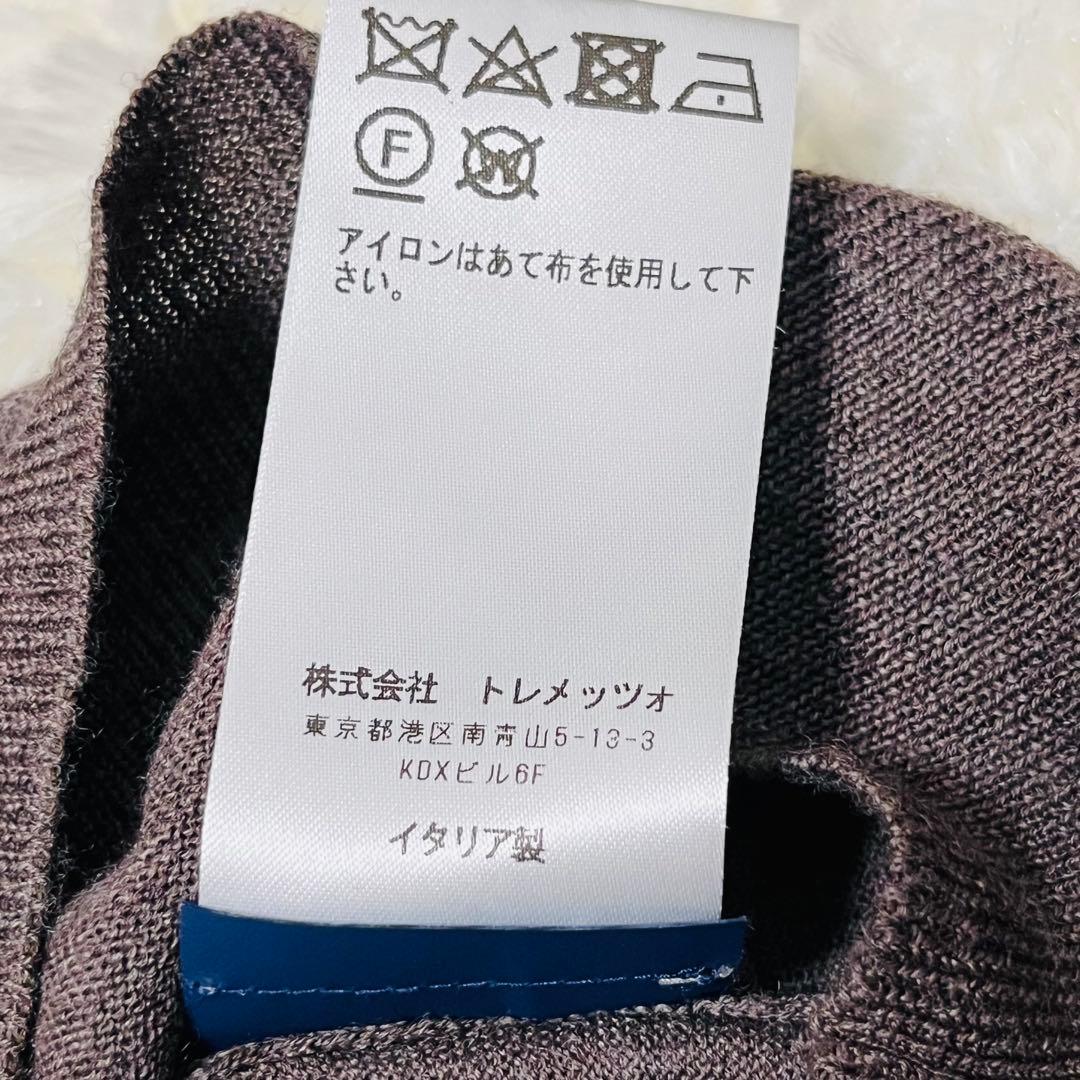 F W
アイロンはあて布を使用して下
さい。
株式会社 トレメッツォ
東京都港区南青山5-13-3
KDXビル6F
イタリア製